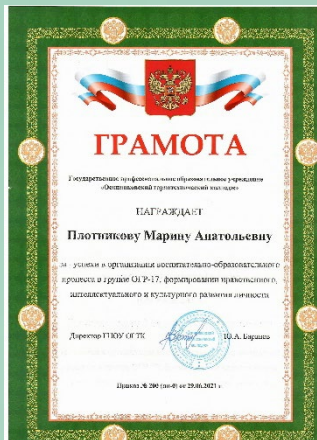 ГРАМОТА
Государственное профессиональное образовательное учреждение
«Осинниковский горнотехнический колледж»
НАГРАЖДАЕТ
Плотникову Марину Анатольевну
за успехи в организации воспитательно-образовательного
процесса в группе ОГР-17, формировании нравственного,
интеллектуального и культурного развития личности
Директор ГПОУ ОГТК
Ю.А. Баранов
Приказ № 200 от 29.06.2021 г.